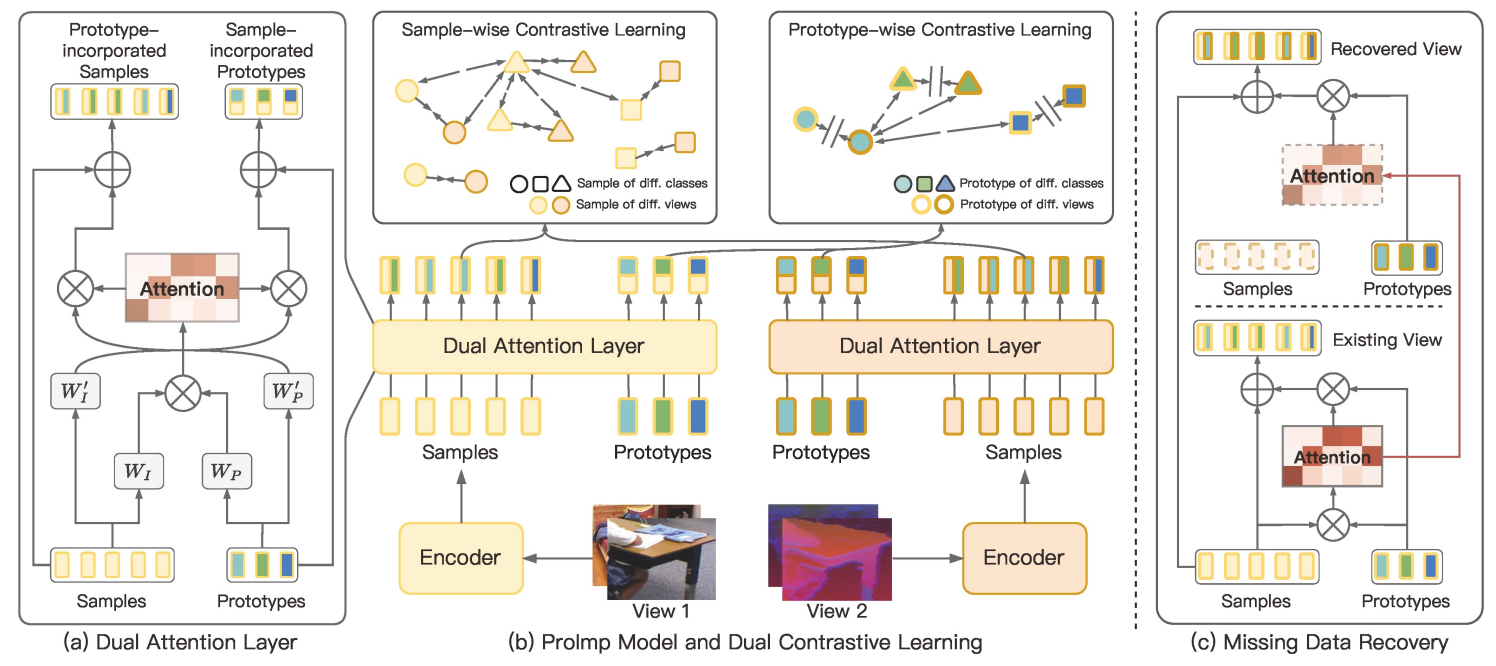 Prototype-
incorporated
Samples
Sample-
incorporated
Prototypes
Attention
W′_I
W′_P
W_I
W_P
Samples
Prototypes
(a) Dual Attention Layer
Sample-wise Contrastive Learning
Sample of diff. classes
Sample of diff. views
Prototype-wise Contrastive Learning
Prototype of diff. classes
Prototype of diff. views
Dual Attention Layer
Dual Attention Layer
Samples
Prototypes
Prototypes
Samples
Encoder
View 1
View 2
Encoder
(b) ProImp Model and Dual Contrastive Learning
Recovered View
Attention
Samples
Prototypes
Existing View
Attention
Samples
Prototypes
(c) Missing Data Recovery